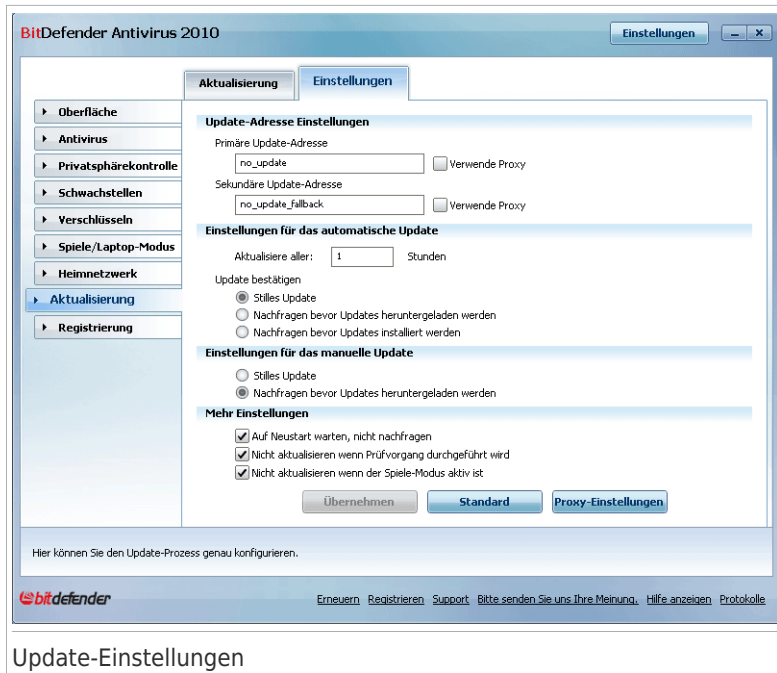 BitDefender Antivirus 2010
Einstellungen
Aktualisierung
Einstellungen
Oberfläche
Antivirus
Privatsphärekontrolle
Schwachstellen
Verschlüsseln
Spiele/Laptop-Modus
Heimnetzwerk
Aktualisierung
Registrierung
Update-Adresse Einstellungen
Primäre Update-Adresse
no_update
Verwende Proxy
Sekundäre Update-Adresse
no_update_fallback
Verwende Proxy
Einstellungen für das automatische Update
Aktualisiere aller: 1 Stunden
Update bestätigen
Stilles Update
Nachfragen bevor Updates heruntergeladen werden
Nachfragen bevor Updates installiert werden
Einstellungen für das manuelle Update
Stilles Update
Nachfragen bevor Updates heruntergeladen werden
Mehr Einstellungen
Auf Neustart warten, nicht nachfragen
Nicht aktualisieren wenn Prüfvorgang durchgeführt wird
Nicht aktualisieren wenn der Spiele-Modus aktiv ist
Übernehmen Standard Proxy-Einstellungen
Hier können Sie den Update-Prozess genau konfigurieren.
bitdefender
Erneuern Registrieren Support Bitte senden Sie uns Ihre Meinung. Hilfe anzeigen Protokolle
Update-Einstellungen